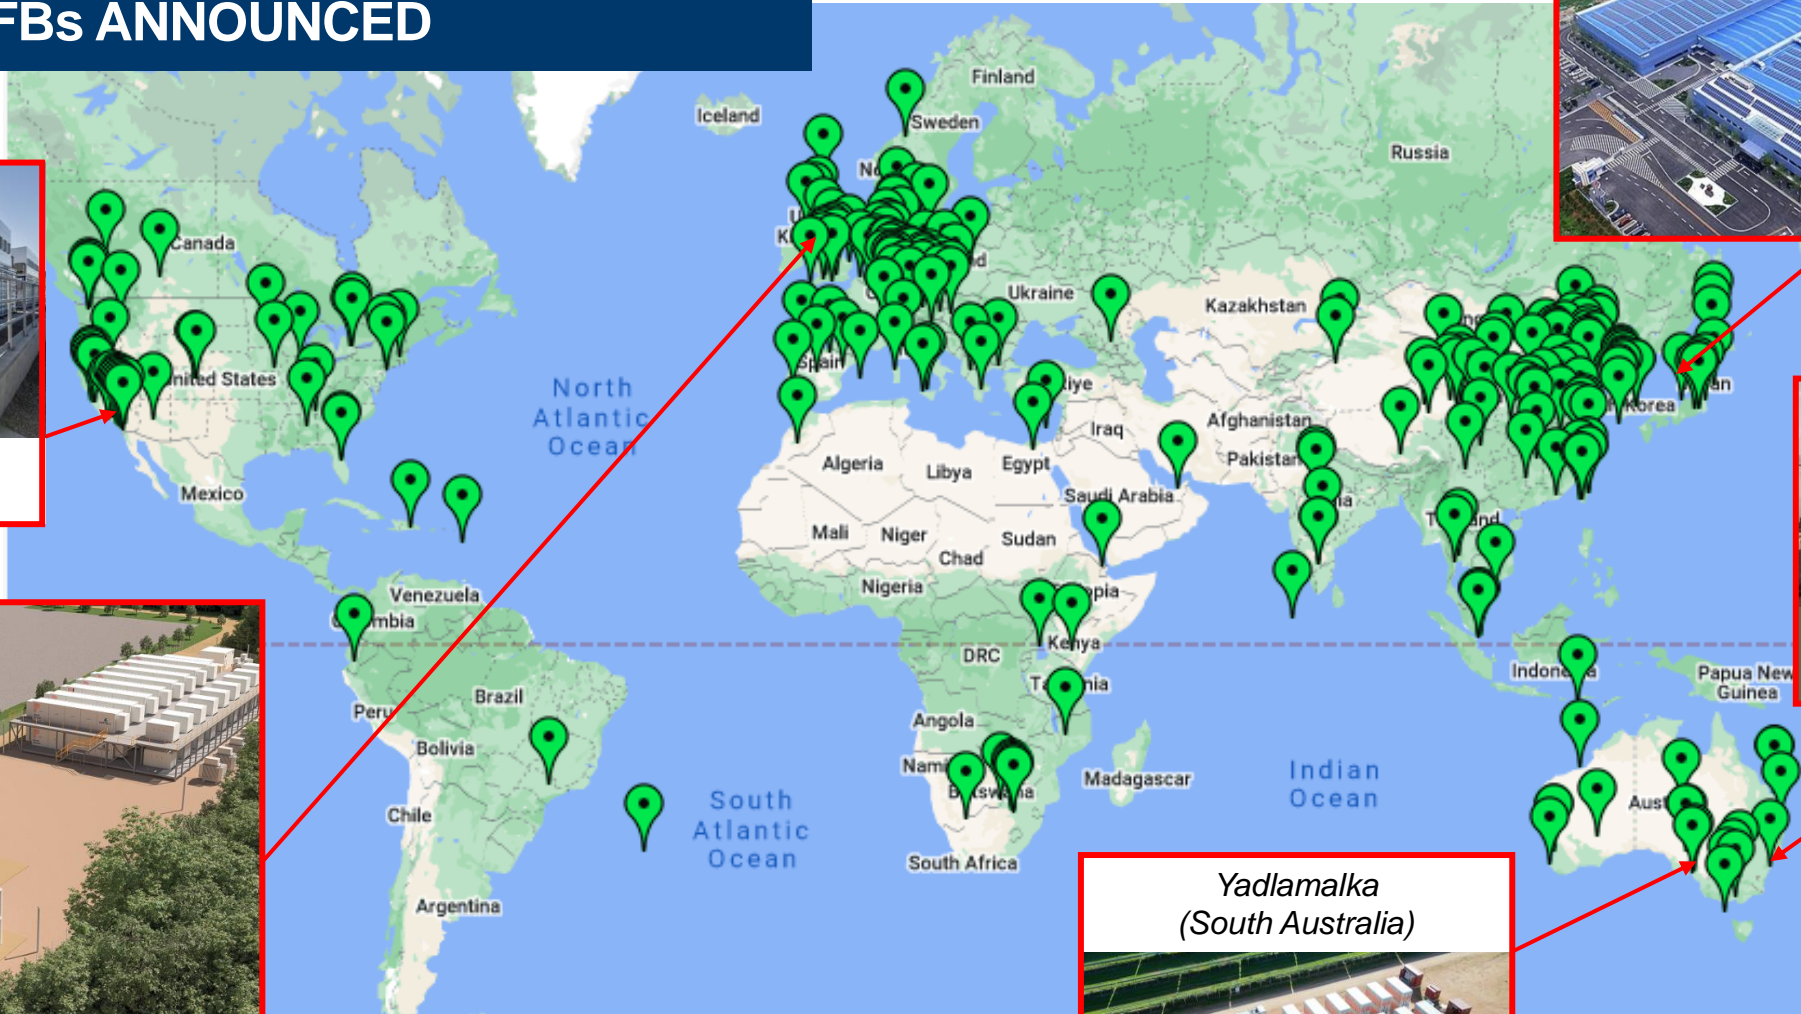 FBs ANNOUNCED
Finland
Iceland
Sweden
Russia
Canada
Ukraine
Kazakhstan
Spain
United States
North
Atlantic
Ocean
Korea
Afghanistan
Iraq
Algeria
Libya
Egypt
Pakistan
Mexico
Saudi Arabia
Mali
Niger
Sudan
Chad
Nigeria
Venezuela
Kenya
DRC
Indonesia
Papua New
Guinea
Brazil
Peru
Angola
Bolivia
Madagascar
Indian
Ocean
Botswana
South
Atlantic
Ocean
Chile
South Africa
Argentina
Yadlamalka
(South Australia)